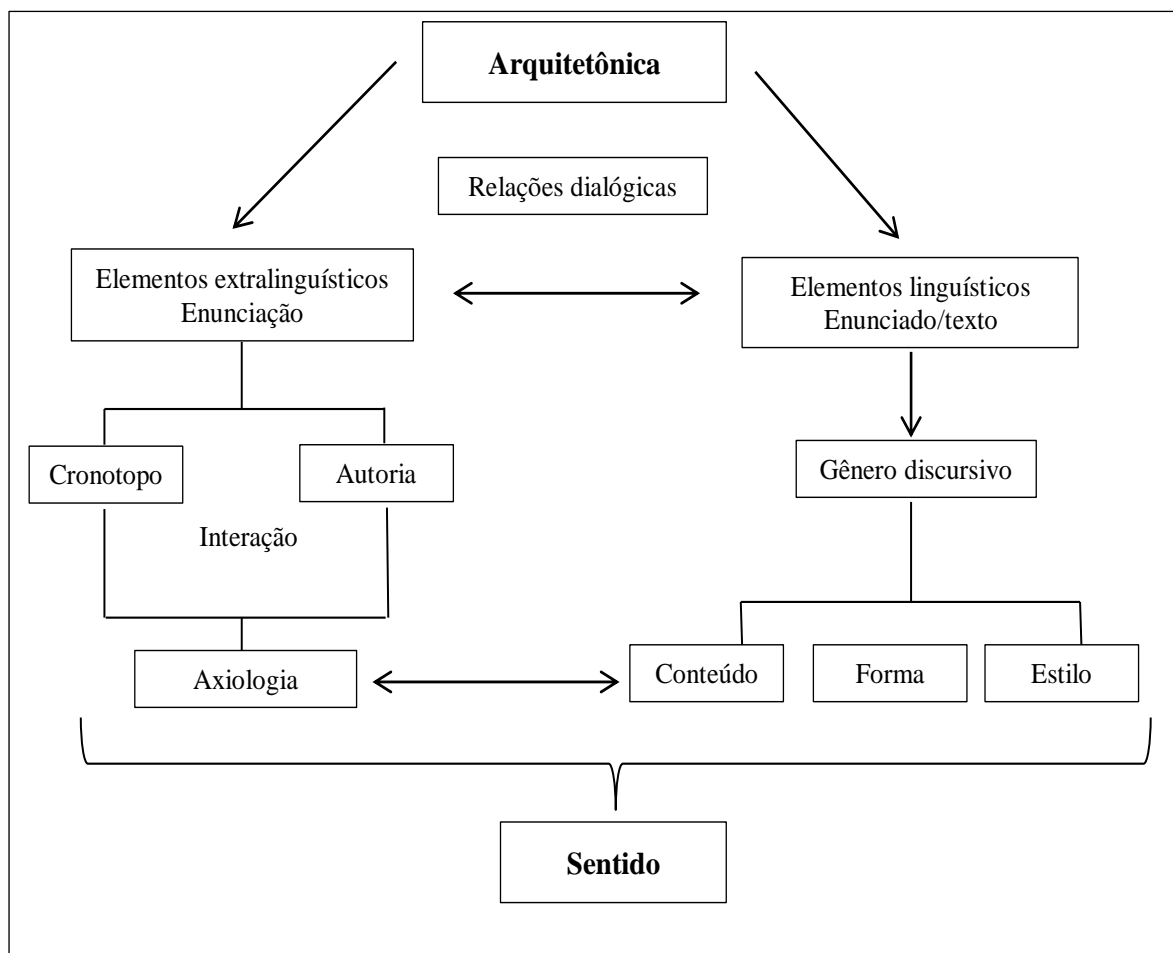 Arquitetônica
Relações dialógicas
Elementos extralinguísticos
Enunciação
Elementos linguísticos
Enunciado/texto
Cronotopo
Autoria
Gênero discursivo
Interação
Axiologia
Conteúdo
Forma
Estilo
Sentido